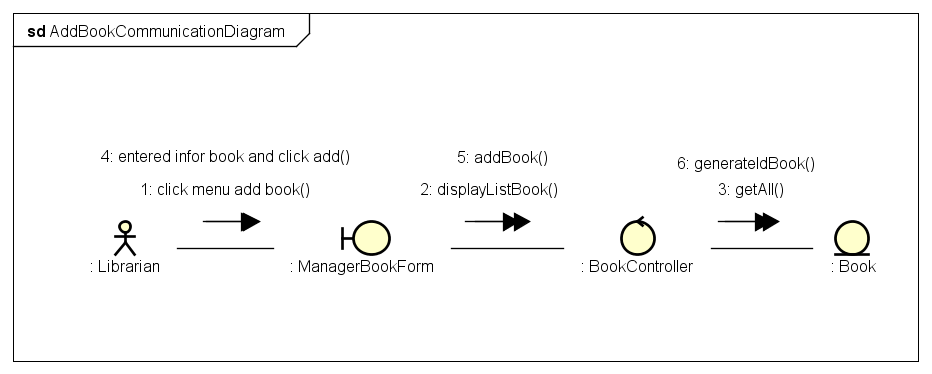 sd AddBookCommunicationDiagram
4: entered infor book and click add()
5: addBook()
6: generateIdBook()
1: click menu add book()
2: displayListBook()
3: getAll()
: Librarian
: ManagerBookForm
: BookController
: Book